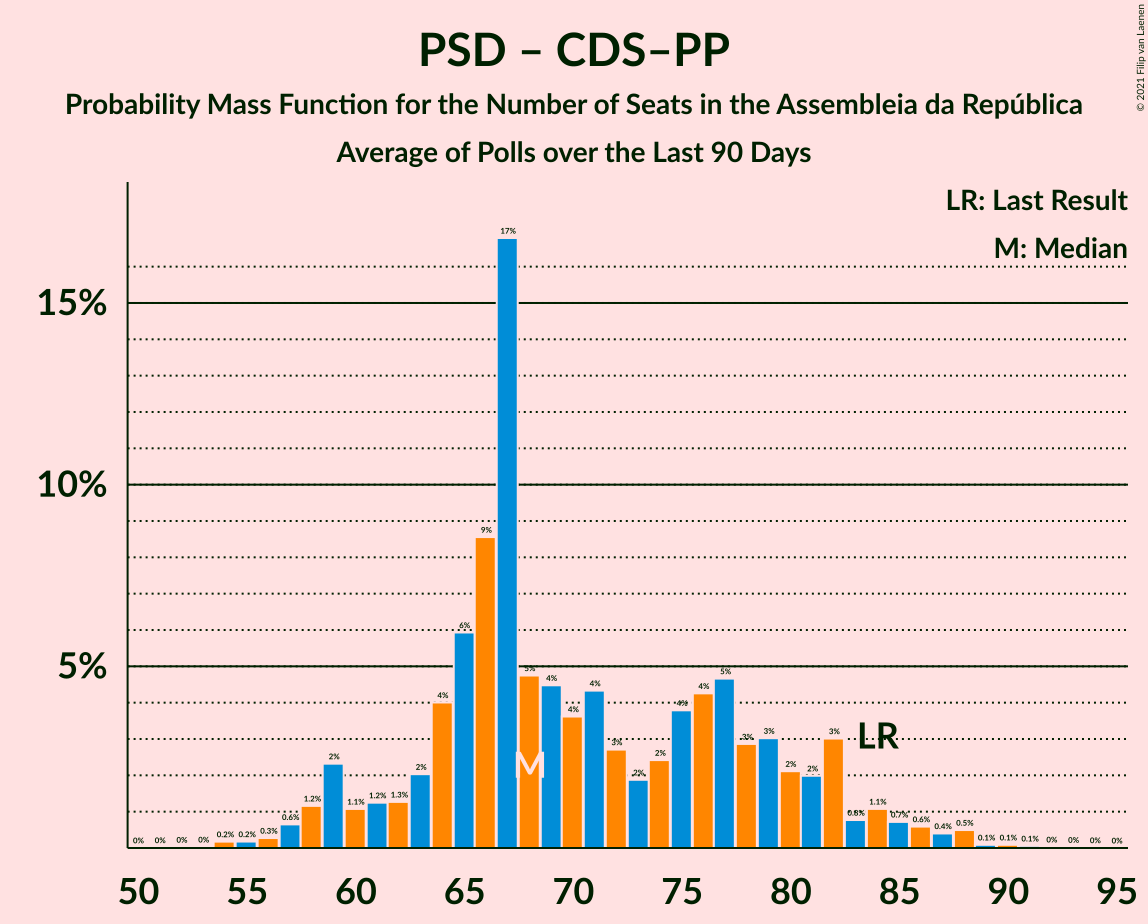 PSD – CDS–PP
Probability Mass Function for the Number of Seats in the Assembleia da República
Average of Polls over the Last 90 Days
© 2021 Filip van Laenen
LR: Last Result
M: Median
15%
10%
5%
0% 0% 0% 0% 0.2% 0.2% 0.3% 0.6% 1.2% 2% 1.1% 1.2% 1.3% 2% 4% 6% 9% 17% 5% 4% 4% 4% 3% 2% 2% 4% 4% 5% 3% 3% 2% 2% 3% 0.8% 1.1% 0.7% 0.6% 0.4% 0.5% 0.1% 0.1% 0.1% 0% 0% 0% 0%
M
LR
50 55 60 65 70 75 80 85 90 95